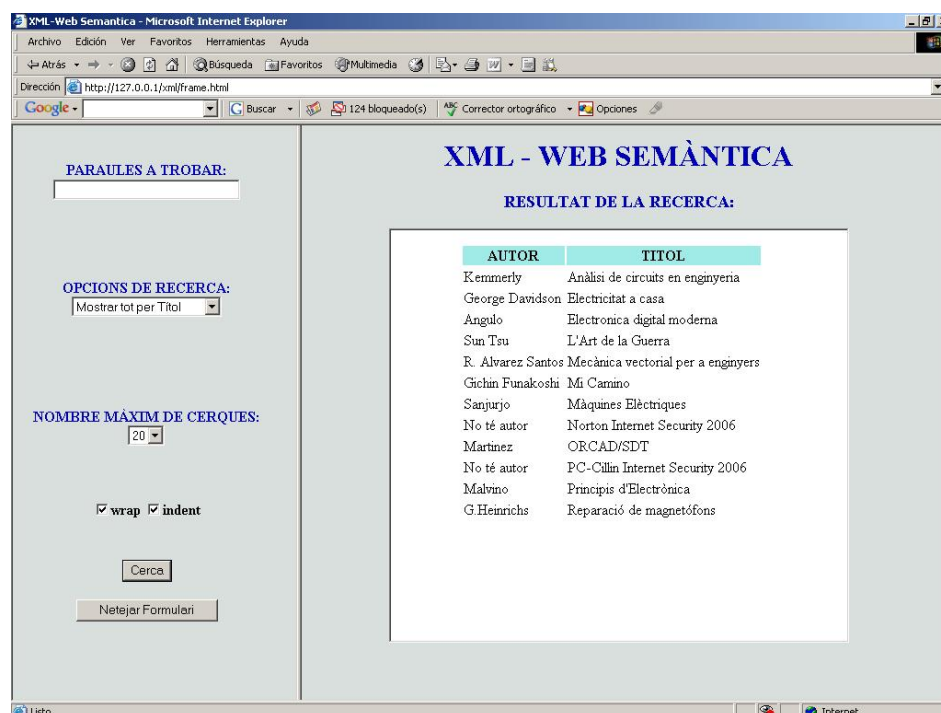 XML-Web Semantica - Microsoft Internet Explorer
Archivo Edición Ver Favoritos Herramientas Ayuda
Atrás Búsqueda Favoritos Multimedia
Dirección http://127.0.0.1/xml/frame.html
Google Buscar 124 bloqueado(s) ABC Corrector ortográfico Opciones
PARAULES A TROBAR:
OPCIONS DE RECERCA:
Mostrar tot per Títol
NOMBRE MÀXIM DE CERQUES:
20
wrap indent
Cerca
Netejar Formulari
XML - WEB SEMÀNTICA
RESULTAT DE LA RECERCA:
AUTOR TITOL
Kemmerly Anàlisi de circuits en enginyeria
George Davidson Electricitat a casa
Angulo Electronica digital moderna
Sun Tsu L'Art de la Guerra
R. Alvarez Santos Mecànica vectorial per a enginyers
Gichin Funakoshi Mi Camino
Sanjurjo Màquines Elèctriques
No té autor Norton Internet Security 2006
Martinez ORCAD/SDT
No té autor PC-Cillin Internet Security 2006
Malvino Principis d'Electrònica
G.Heinrichs Reparació de magnetófons
Listo Internet